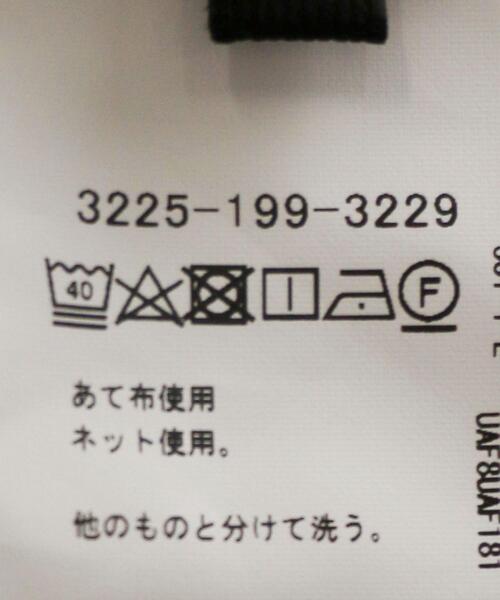 3225-199-3229
40
F
あて布使用
ネット使用。
他のものと分けて洗う。
UAF8UAF181